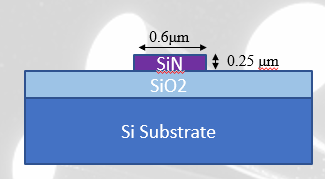 0.6μm
SiN
0.25 μm
SiO2
Si Substrate